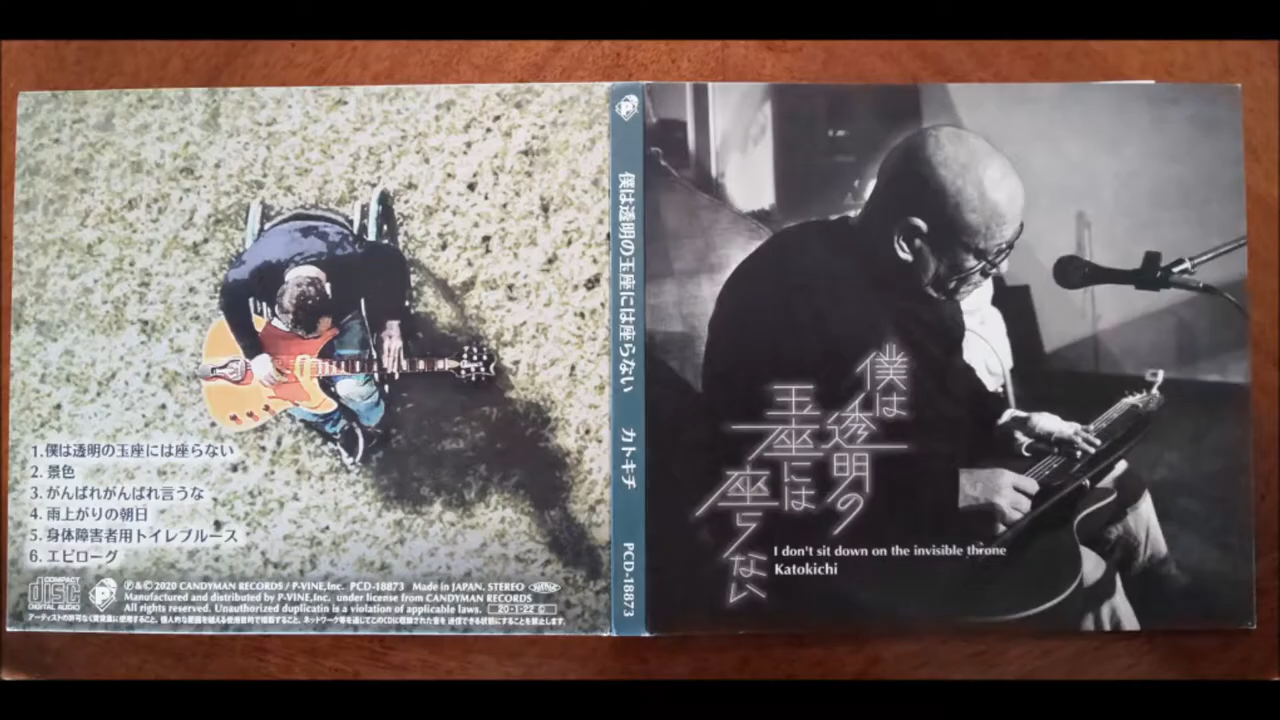 1.僕は透明の玉座には座らない
2. 景色
3. がんばれがんばれ言うな
4. 雨上がりの朝日
5. 身体障害者用トイレブルース
6. エピローグ
COMPACT
disc
DIGITAL AUDIO
P
Ⓟ&©2020 CANDYMAN RECORDS / P-VINE,Inc. PCD-18873 Made in JAPAN. STEREO
Manufactured and distributed by P-VINE,Inc. under license from CANDYMAN RECORDS
All rights reserved. Unauthorized duplicatin is a violation of applicable laws. 20・1・22 ©
P
僕は透明の玉座には座らない カトキチ PCD-18873
僕は
透明の
玉座には
座らない
I don't sit down on the invisible throne
Katokichi